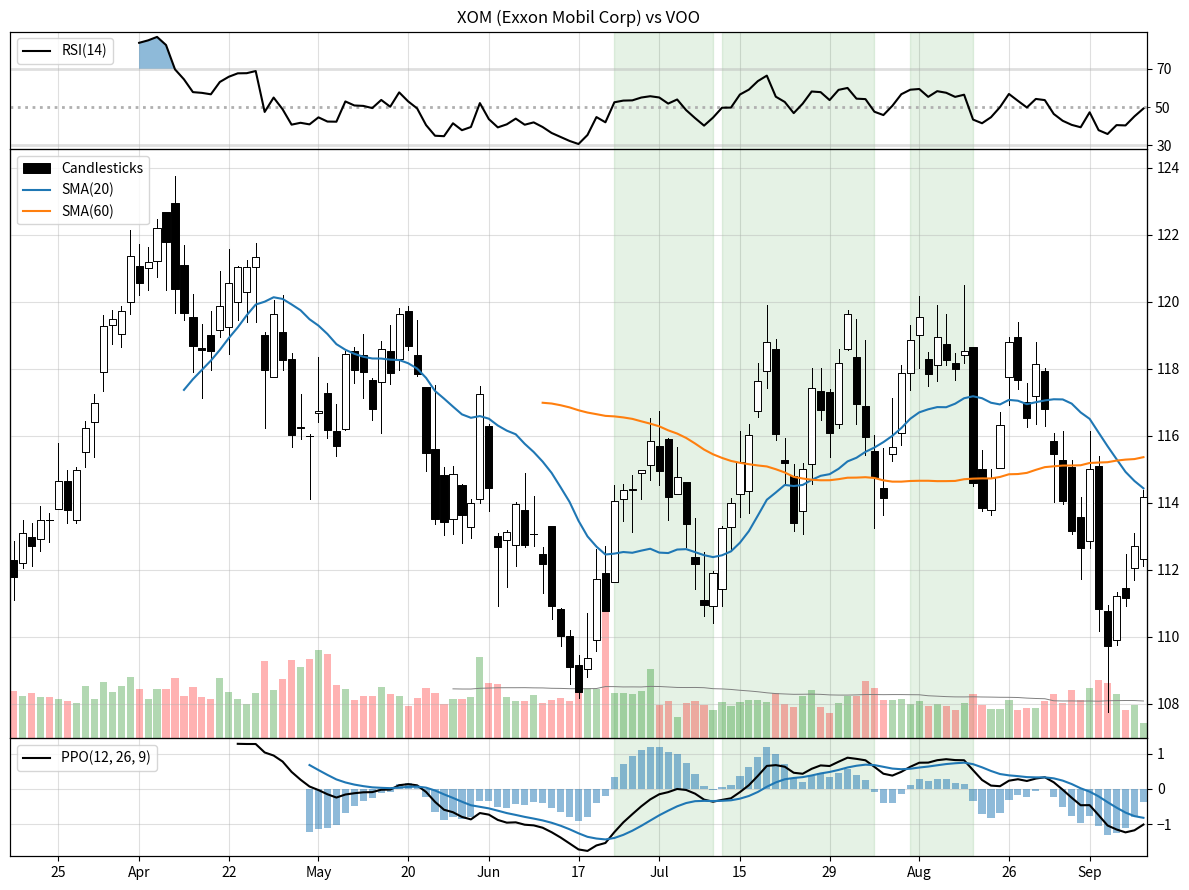 XOM (Exxon Mobil Corp) vs VOO
RSI(14)
70
50
30
Candlesticks
SMA(20)
SMA(60)
124
122
120
118
116
114
112
110
108
PPO(12, 26, 9)
1
0
−1
25 Apr 22 May 20 Jun 17 Jul 15 29 Aug 26 Sep